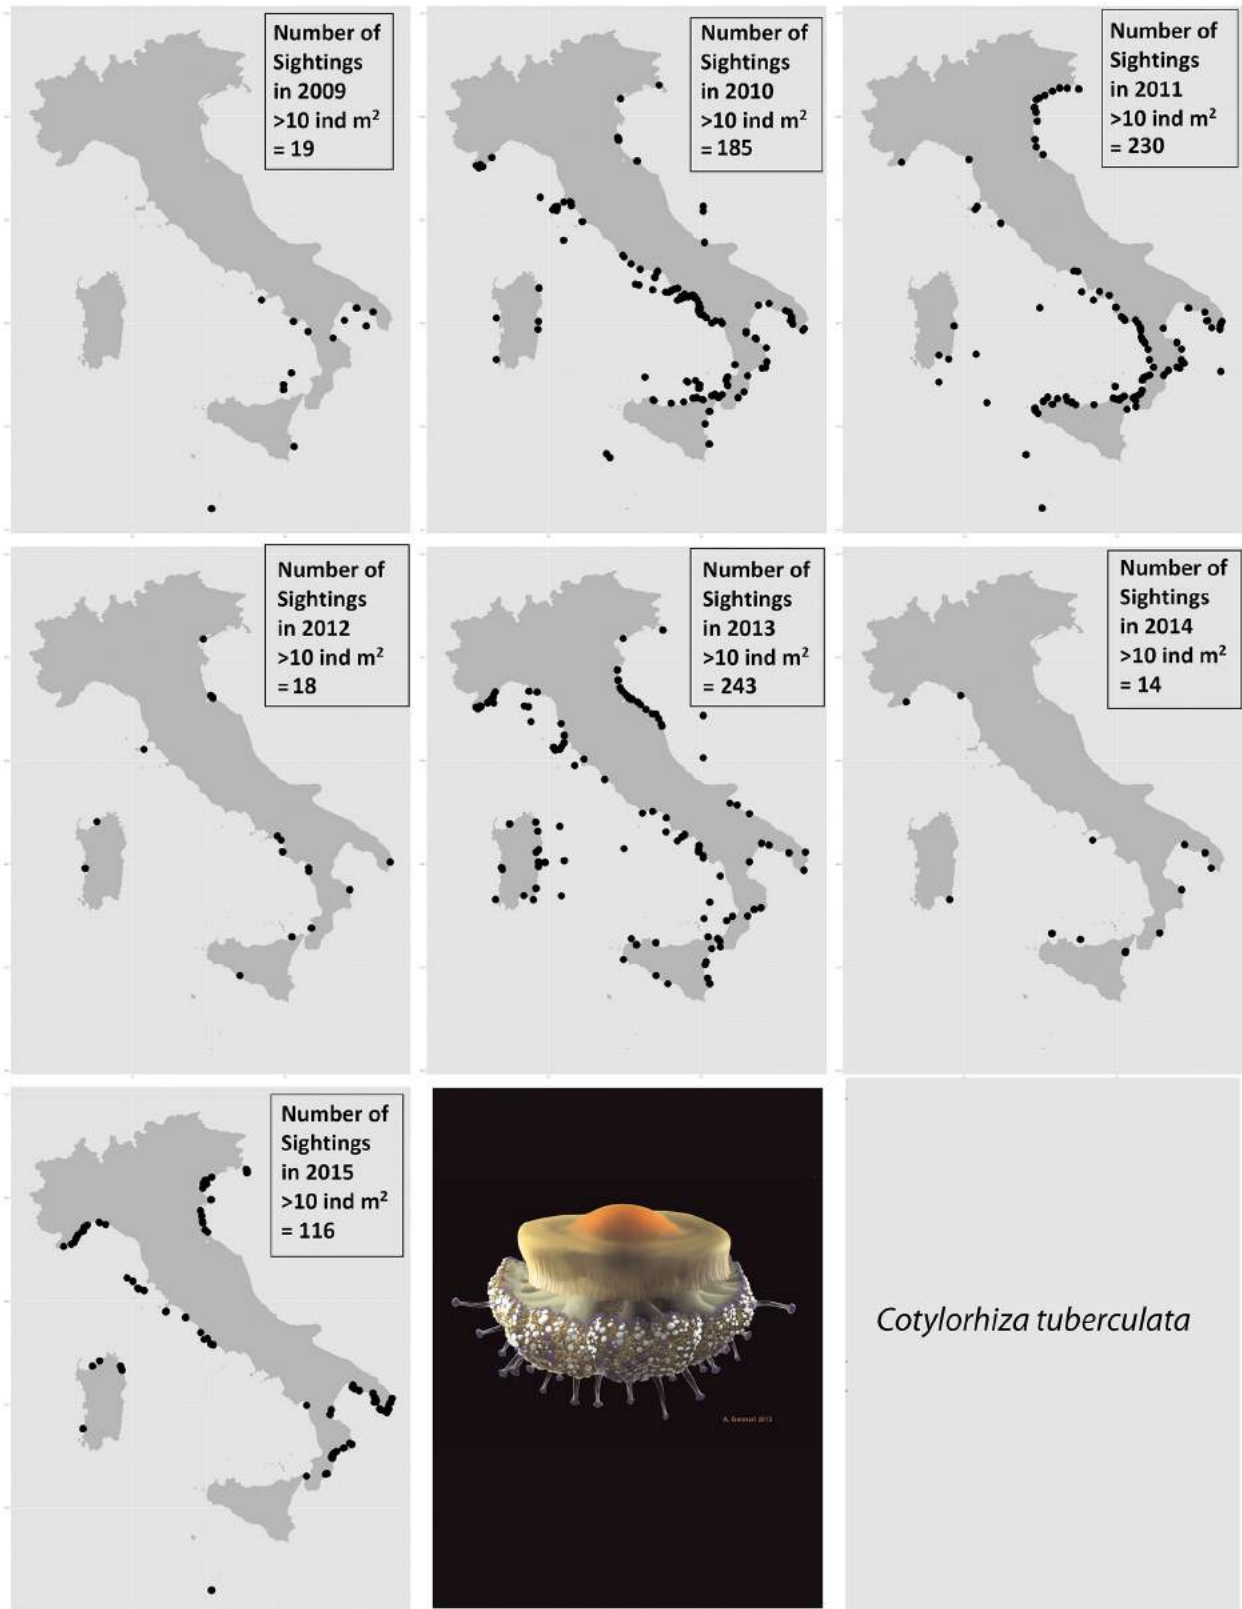 Number of
Sightings
in 2009
>10 ind m²
= 19
Number of
Sightings
in 2010
>10 ind m²
= 185
Number of
Sightings
in 2011
>10 ind m²
= 230
Number of
Sightings
in 2012
>10 ind m²
= 18
Number of
Sightings
in 2013
>10 ind m²
= 243
Number of
Sightings
in 2014
>10 ind m²
= 14
Number of
Sightings
in 2015
>10 ind m²
= 116
Cotylorhiza tuberculata